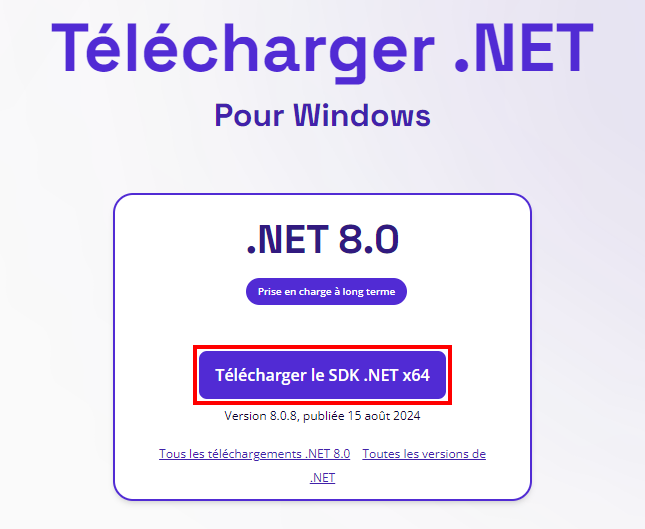 Télécharger .NET
Pour Windows
.NET 8.0
Prise en charge à long terme
Télécharger le SDK .NET x64
Version 8.0.8, publiée 15 août 2024
Tous les téléchargements .NET 8.0 Toutes les versions de
.NET